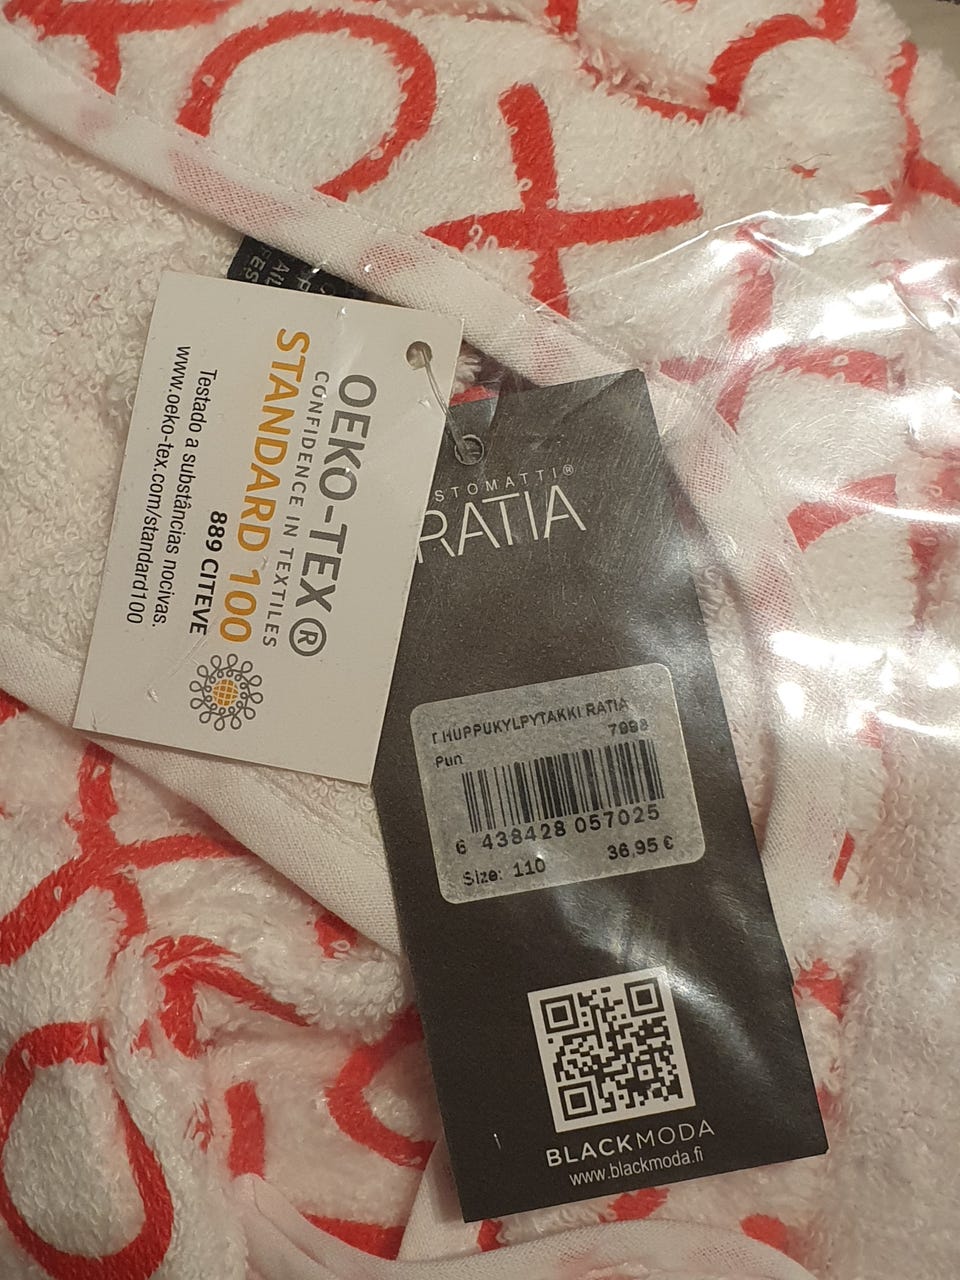 OEKO-TEX®
CONFIDENCE IN TEXTILES
STANDARD 100
889 CITEVE
Testado a substâncias nocivas.
www.oeko-tex.com/standard100
STOMATTI®
RATIA
T.HUPPUKYLPYTAKKI RATIA
7998
Pun
6 438428 057025
Size: 110
36,95 €
BLACKMODA
www.blackmoda.fi